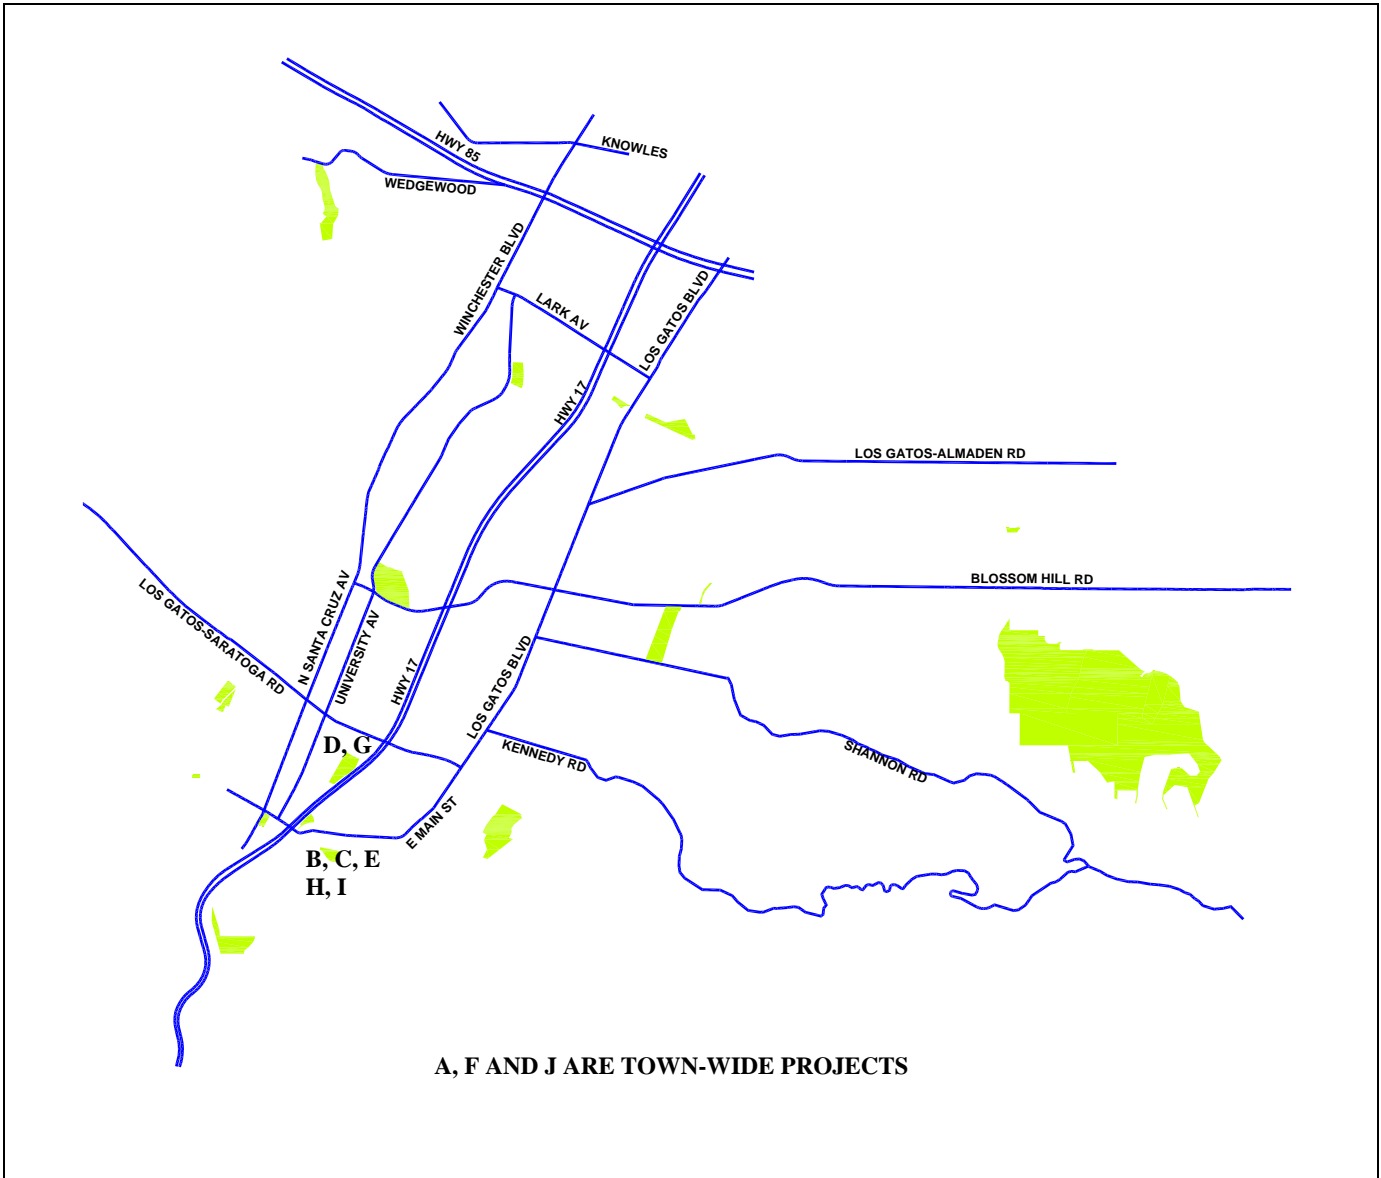 KNOWLES
HWY 85
WEDGEWOOD
WINCHESTER BLVD
LARK AV
LOS GATOS BLVD
HWY 17
LOS GATOS-ALMADEN RD
BLOSSOM HILL RD
LOS GATOS-SARATOGA RD
N SANTA CRUZ AV
UNIVERSITY AV
HWY 17
LOS GATOS BLVD
D, G
KENNEDY RD
SHANNON RD
E MAIN ST
B, C, E
H, I
A, F AND J ARE TOWN-WIDE PROJECTS